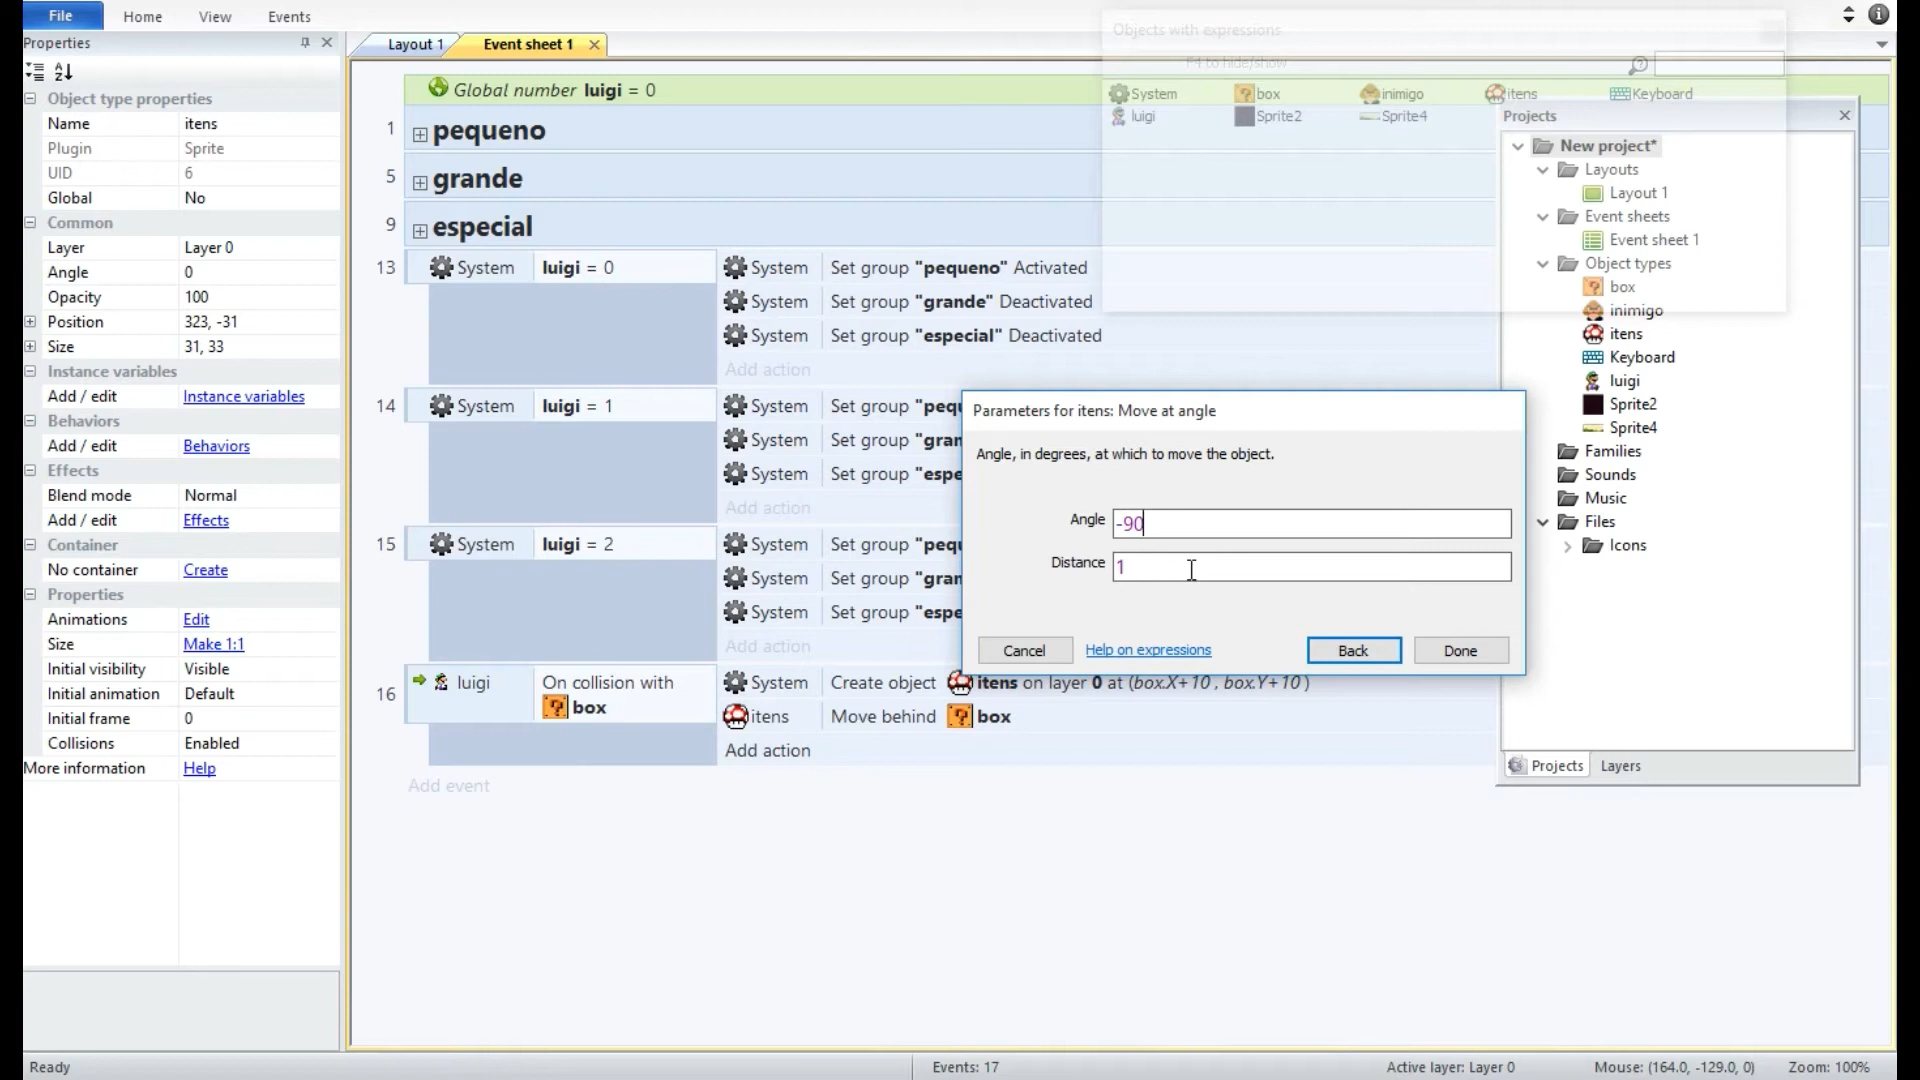 File Home View Events
Properties
Object type properties
Name itens
Plugin Sprite
UID 6
Global No
Common
Layer Layer 0
Angle 0
Opacity 100
Position 323, -31
Size 31, 33
Instance variables
Add / edit Instance variables
Behaviors
Add / edit Behaviors
Effects
Blend mode Normal
Add / edit Effects
Container
No container Create
Properties
Animations Edit
Size Make 1:1
Initial visibility Visible
Initial animation Default
Initial frame 0
Collisions Enabled
More information Help
Layout 1 Event sheet 1
Global number luigi = 0
1 pequeno
5 grande
9 especial
13 System luigi = 0 System Set group "pequeno" Activated
System Set group "grande" Deactivated
System Set group "especial" Deactivated
Add action
14 System luigi = 1 System Set group "pequ
System Set group "gran
System Set group "espe
Add action
15 System luigi = 2 System Set group "pequ
System Set group "gran
System Set group "espe
Add action
16 luigi On collision with box System Create object itens on layer 0 at (box.X+10 , box.Y+10 )
itens Move behind box
Add action
Add event
Objects with expressions
F4 to hide/show
System box inimigo itens Keyboard
luigi Sprite2 Sprite4
Parameters for itens: Move at angle
Angle, in degrees, at which to move the object.
Angle -90
Distance 1
Cancel Help on expressions Back Done
Projects
New project*
Layouts
Layout 1
Event sheets
Event sheet 1
Object types
box
inimigo
itens
Keyboard
luigi
Sprite2
Sprite4
Families
Sounds
Music
Files
Icons
Projects Layers
Ready Events: 17 Active layer: Layer 0 Mouse: (164.0, -129.0, 0) Zoom: 100%